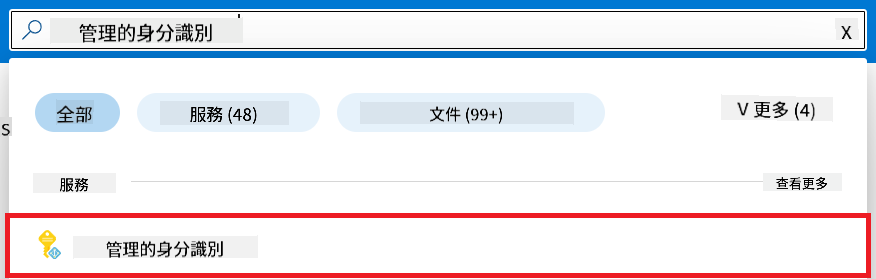 管理的身分識別 X
全部 服務 (48) 文件 (99+) V 更多 (4)
s
服務 查看更多
管理的身分識別